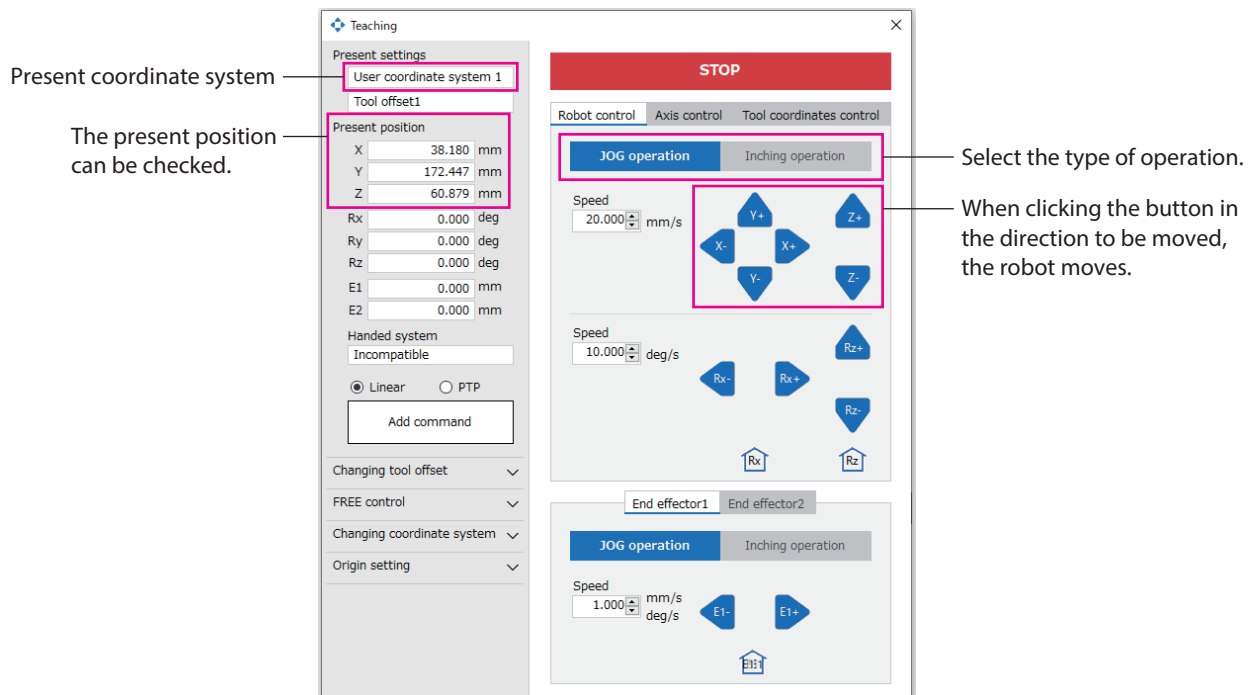 Teaching
Present settings
User coordinate system 1
Tool offset1
Present position
X 38.180 mm
Y 172.447 mm
Z 60.879 mm
Rx 0.000 deg
Ry 0.000 deg
Rz 0.000 deg
E1 0.000 mm
E2 0.000 mm
Handed system
Incompatible
Linear PTP
Add command
Changing tool offset
FREE control
Changing coordinate system
Origin setting
STOP
Robot control Axis control Tool coordinates control
JOG operation Inching operation
Speed
20.000 mm/s
Y+
Z+
X- X+
Y-
Z-
Speed
10.000 deg/s
Rz+
Rx- Rx+
Rz-
Rx Rz
End effector1 End effector2
JOG operation Inching operation
Speed
1.000 mm/s
deg/s
E1- E1+
Present coordinate system
The present position
can be checked.
Select the type of operation.
When clicking the button in
the direction to be moved,
the robot moves.